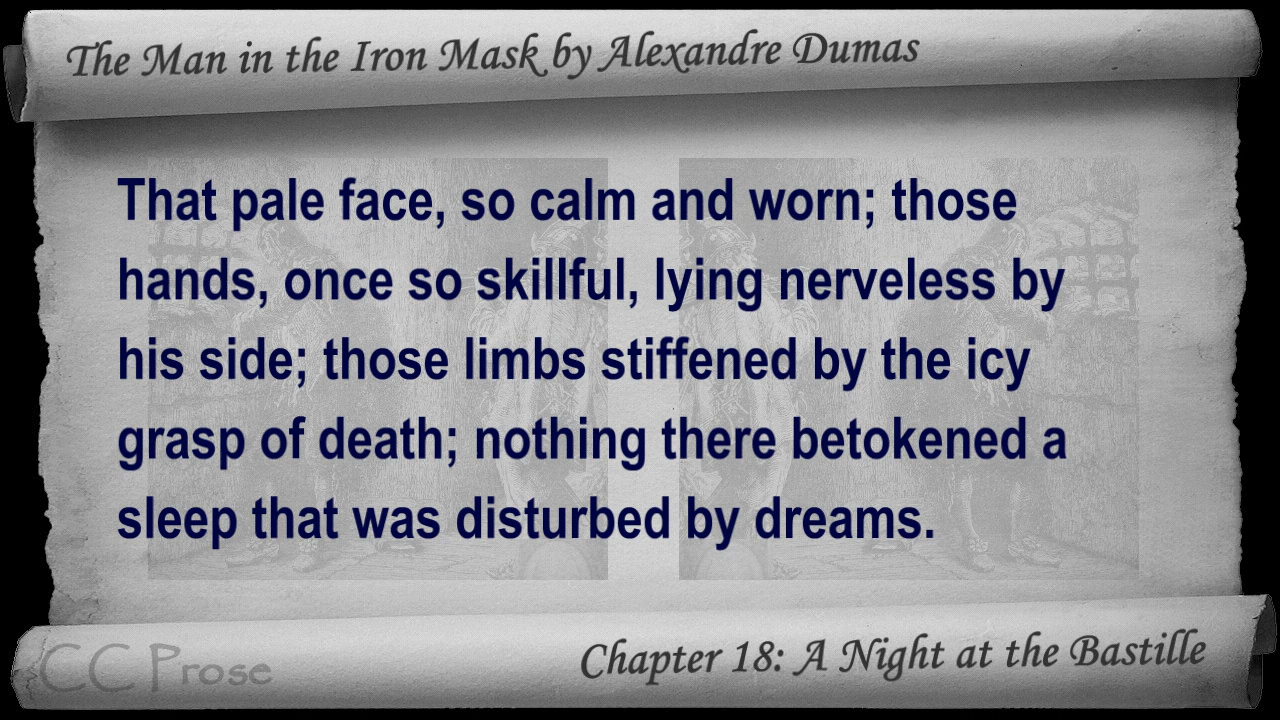 The Man in the Iron Mask by Alexandre Dumas
That pale face, so calm and worn; those
hands, once so skillful, lying nerveless by
his side; those limbs stiffened by the icy
grasp of death; nothing there betokened a
sleep that was disturbed by dreams.
CC Prose
Chapter 18: A Night at the Bastille